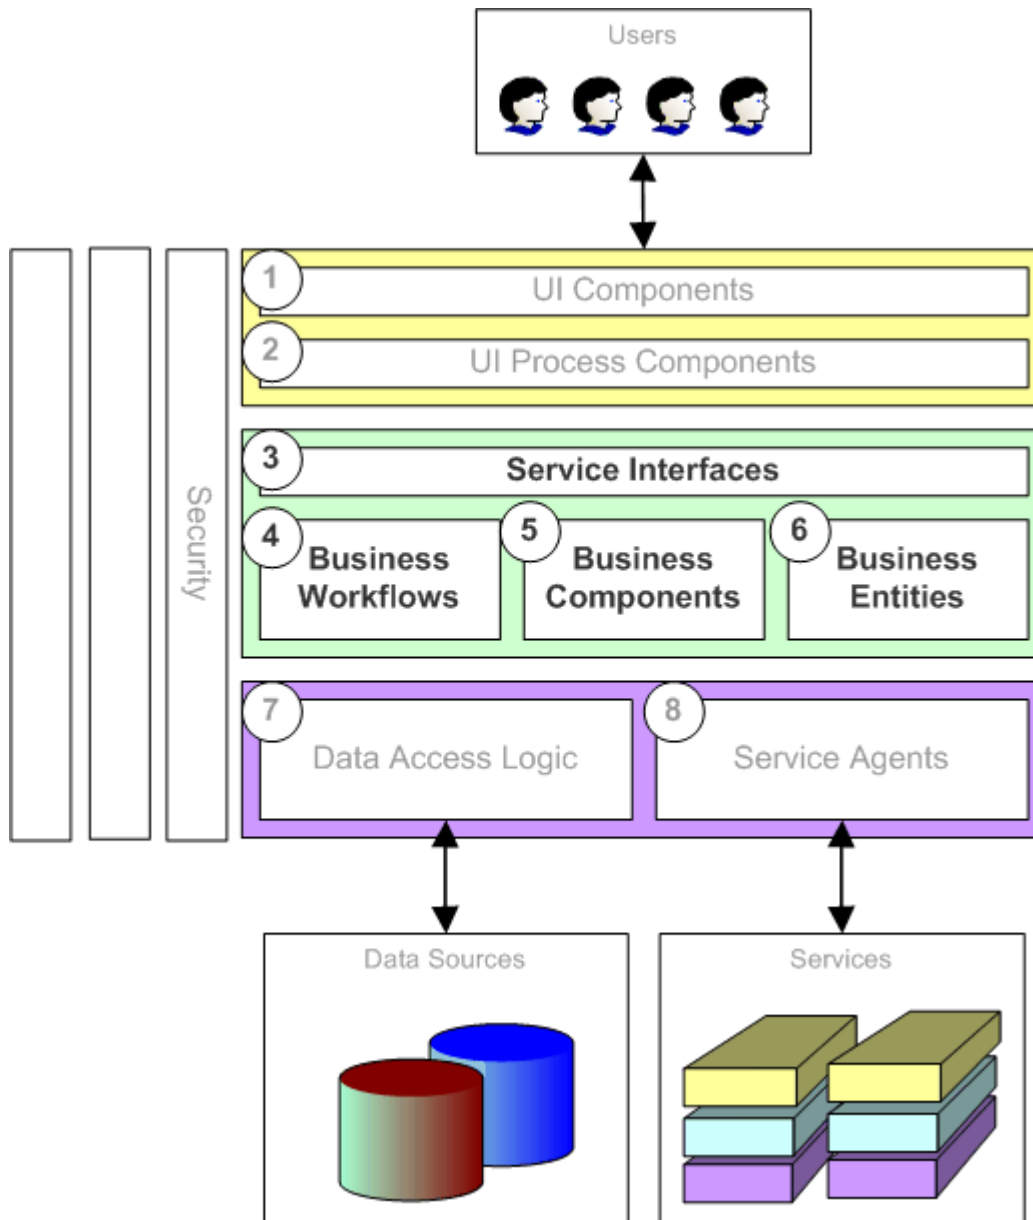 Users
1
UI Components
2
UI Process Components
3
Service Interfaces
4
Business
Workflows
5
Business
Components
6
Business
Entities
Security
7
Data Access Logic
8
Service Agents
Data Sources
Services